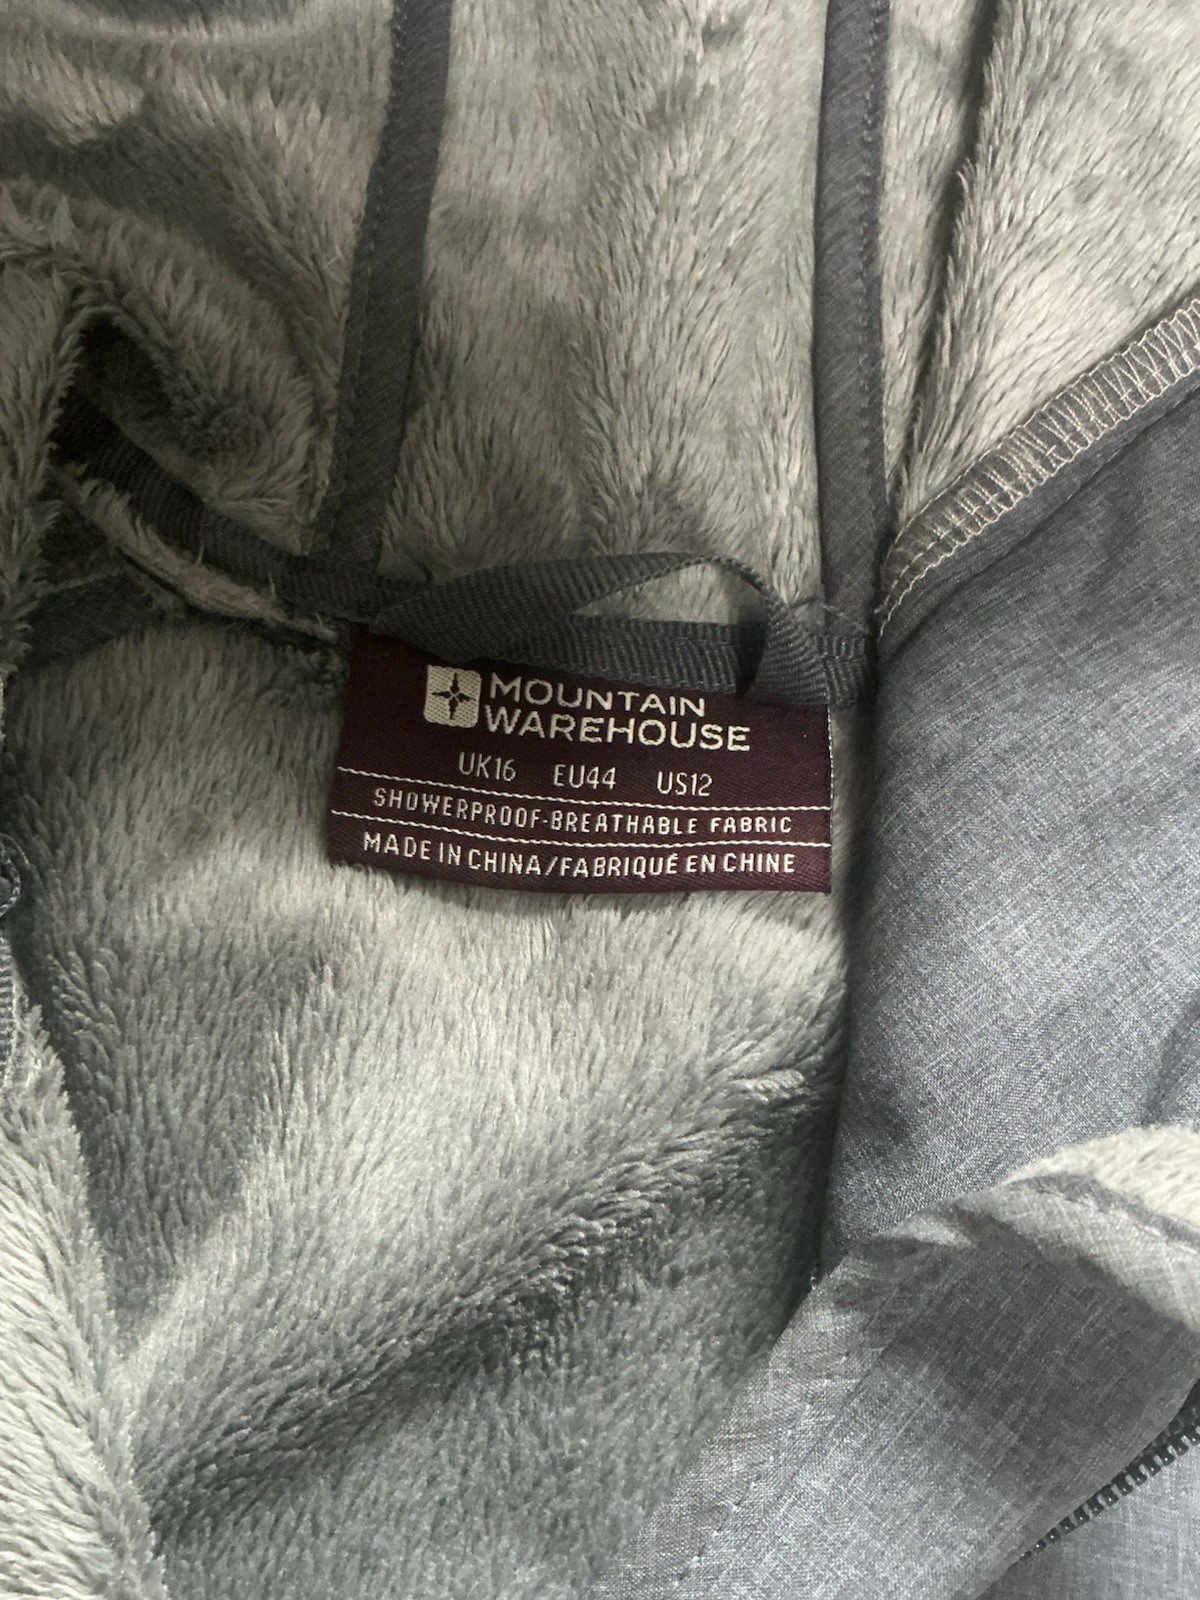 MOUNTAIN
WAREHOUSE
UK16 EU44 US12
SHOWERPROOF-BREATHABLE FABRIC
MADE IN CHINA/FABRIQUÉ EN CHINE